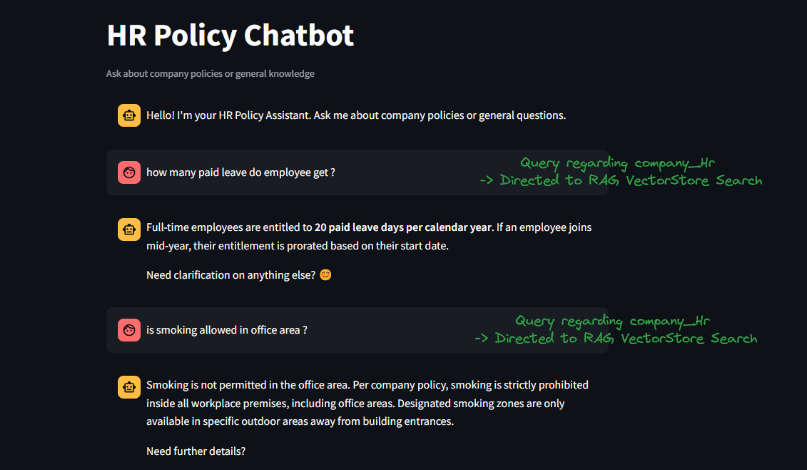 HR Policy Chatbot
Ask about company policies or general knowledge
Hello! I'm your HR Policy Assistant. Ask me about company policies or general questions.
how many paid leave do employee get ?
Query regarding company_Hr
-> Directed to RAG, VectorStore Search
Full-time employees are entitled to 20 paid leave days per calendar year. If an employee joins
mid-year, their entitlement is prorated based on their start date.
Need clarification on anything else? 😊
is smoking allowed in office area ?
Query regarding company_Hr
-> Directed to RAG, VectorStore Search
Smoking is not permitted in the office area. Per company policy, smoking is strictly prohibited
inside all workplace premises, including office areas. Designated smoking zones are only
available in specific outdoor areas away from building entrances.
Need further details?